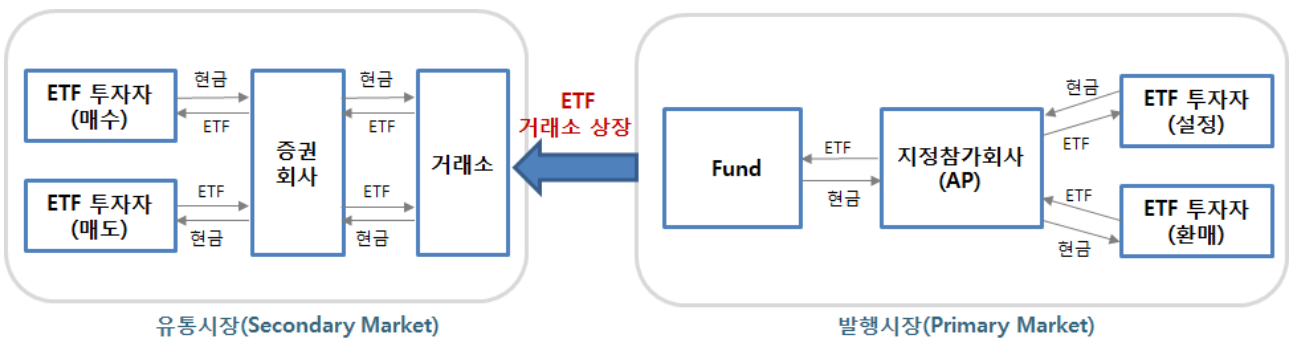 ETF 투자자
(매수)
현금
ETF
ETF 투자자
(매도)
ETF
현금
증권
회사
현금
ETF
ETF
현금
거래소
유통시장(Secondary Market)
ETF
거래소 상장
Fund
ETF
현금
지정참가회사
(AP)
현금
ETF
ETF
현금
ETF 투자자
(설정)
ETF 투자자
(환매)
발행시장(Primary Market)